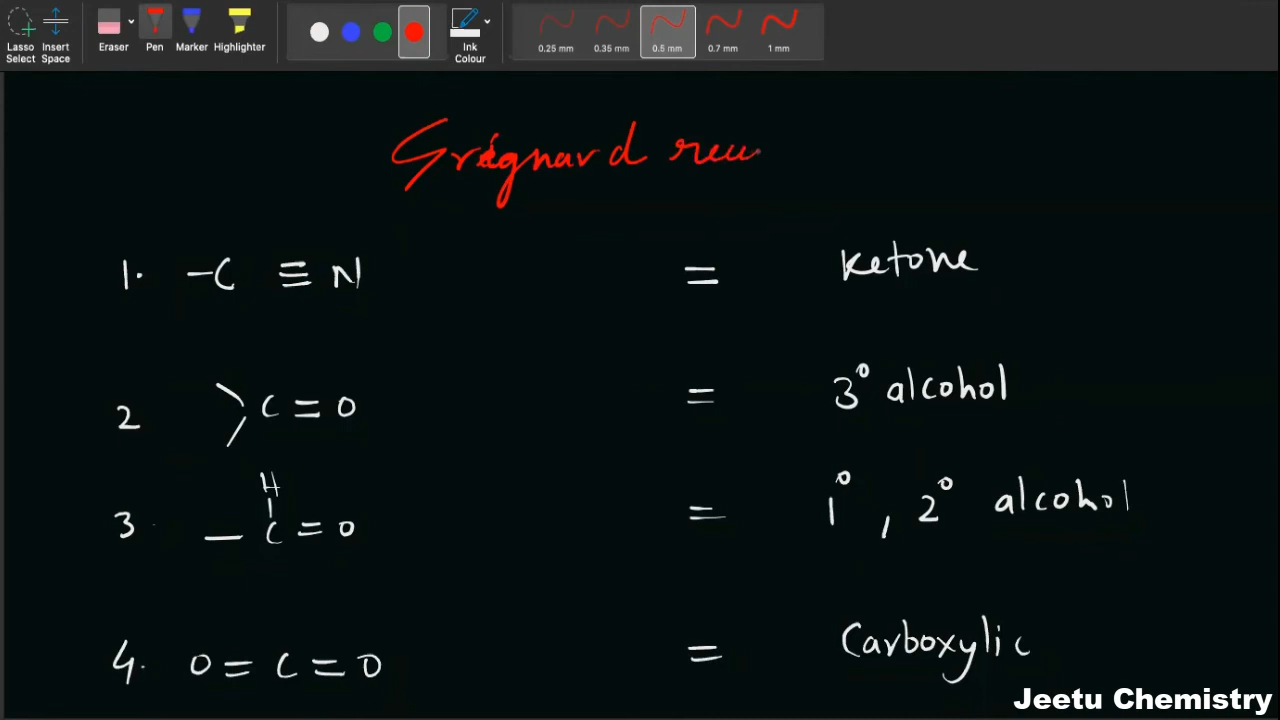 Lasso Select
Insert Space
Eraser
Pen
Marker
Highlighter
Ink Colour
0.25 mm
0.35 mm
0.5 mm
0.7 mm
1 mm
Grignard
1. -C ≡ N = Ketone
2 >C = O = 3° alcohol
H
3 - C = O = 1° , 2° alcohol
4. O = C = O = Carboxylic
Jeetu Chemistry